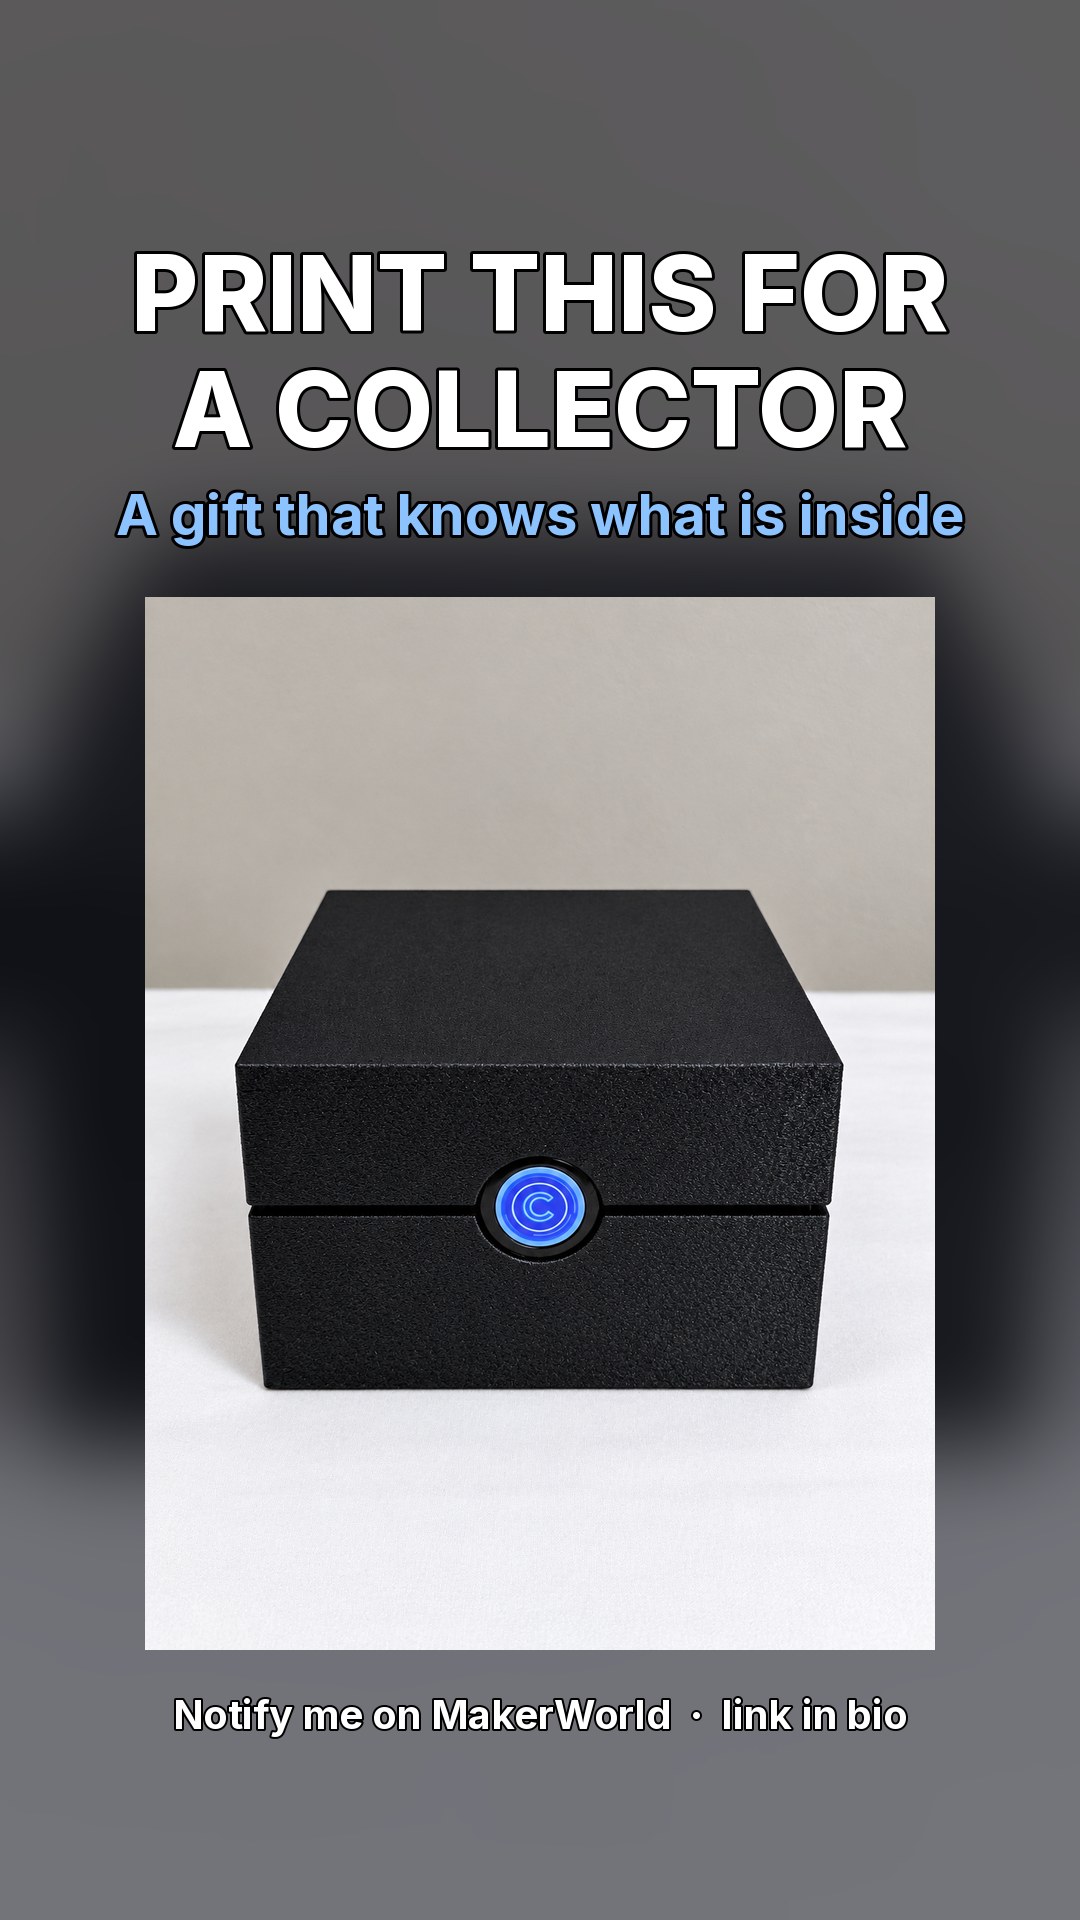 PRINT THIS FOR
A COLLECTOR
A gift that knows what is inside
C
Notify me on MakerWorld · link in bio